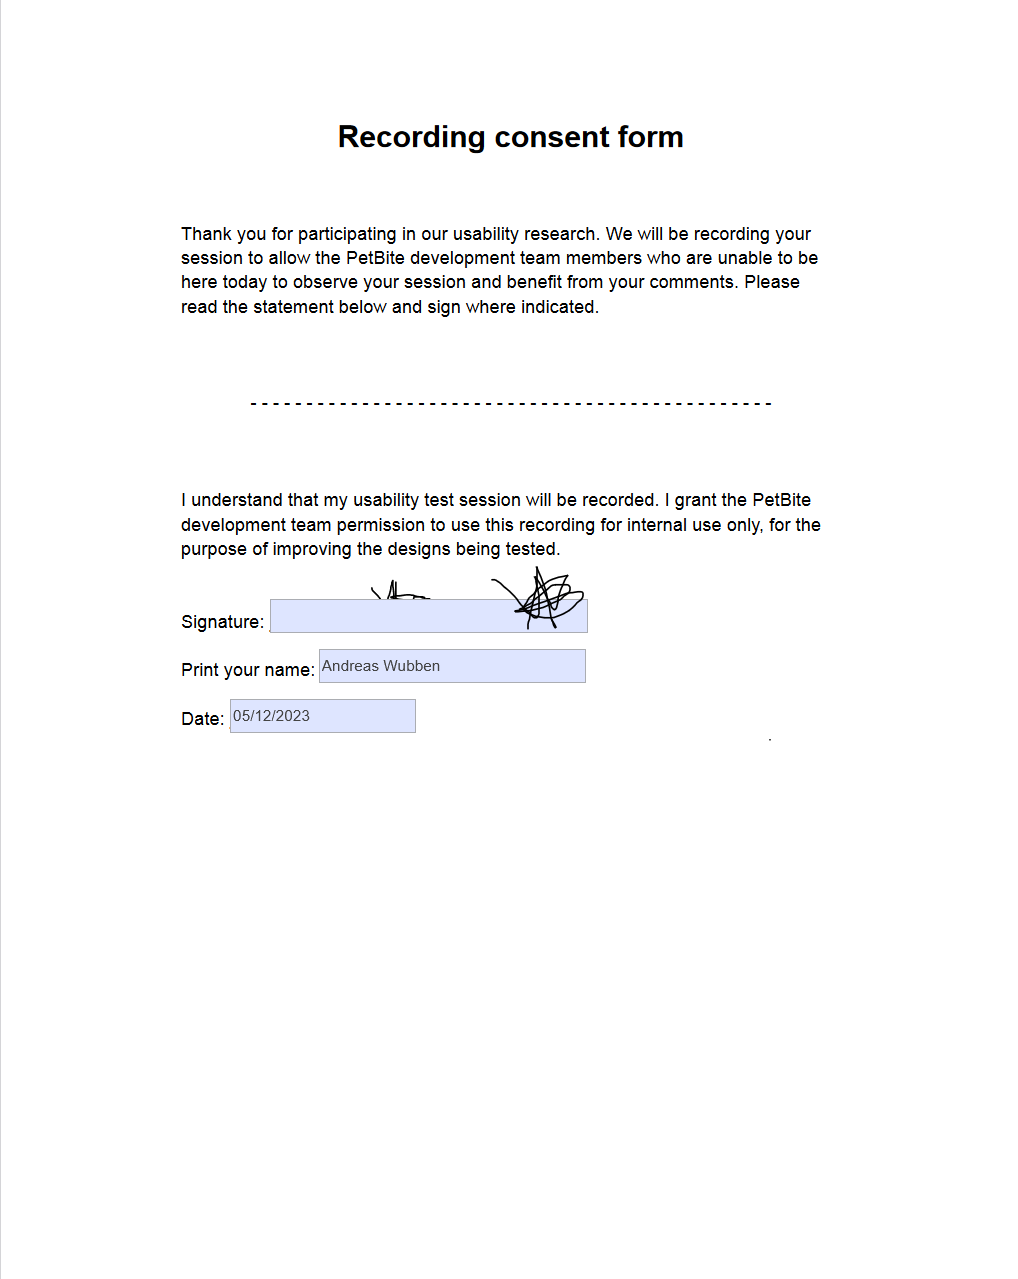 Recording consent form
Thank you for participating in our usability research. We will be recording your
session to allow the PetBite development team members who are unable to be
here today to observe your session and benefit from your comments. Please
read the statement below and sign where indicated.
- - - - - - - - - - - - - - - - - - - - - - - - - - - - - - - - - - - - - - - - - - - - - - -
I understand that my usability test session will be recorded. I grant the PetBite
development team permission to use this recording for internal use only, for the
purpose of improving the designs being tested.
Signature:
Print your name: Andreas Wubben
Date: 05/12/2023